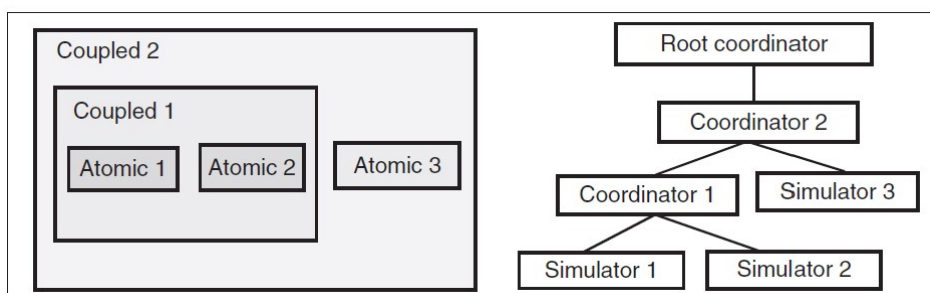 Coupled 2
Coupled 1
Atomic 1
Atomic 2
Atomic 3
Root coordinator
Coordinator 2
Coordinator 1
Simulator 3
Simulator 1
Simulator 2